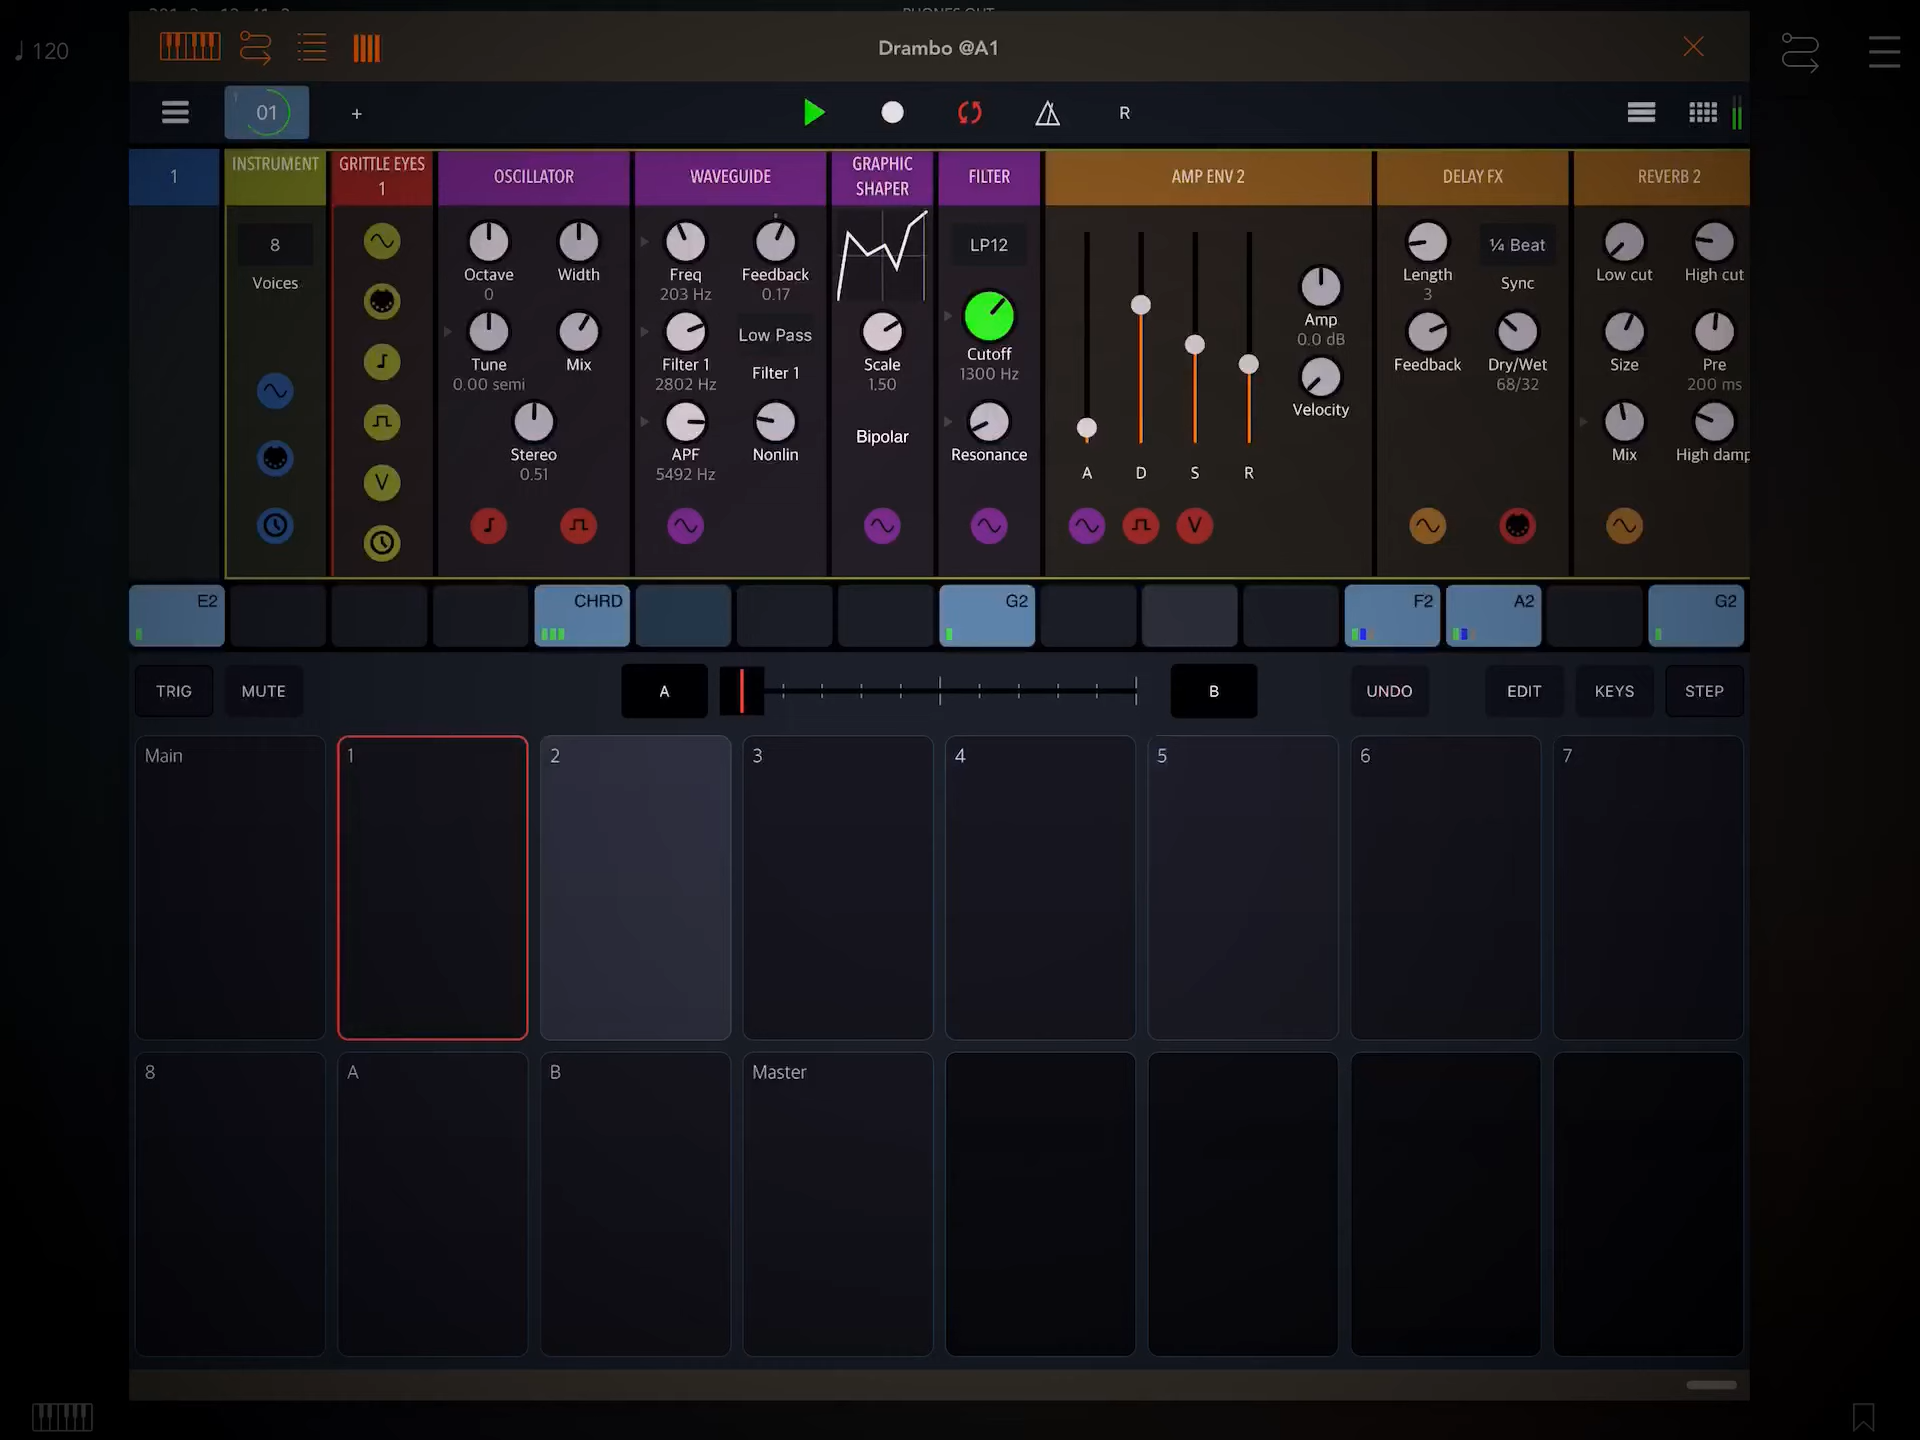 ♩ 120
Drambo @A1
01
+
R
1
INSTRUMENT
8
Voices
GRITTLE EYES
1
OSCILLATOR
Octave
0
Width
Tune
0.00 semi
Mix
Stereo
0.51
WAVEGUIDE
Freq
203 Hz
Feedback
0.17
Filter 1
2802 Hz
Low Pass
Filter 1
APF
5492 Hz
Nonlin
GRAPHIC
SHAPER
Scale
1.50
Bipolar
FILTER
LP12
Cutoff
1300 Hz
Resonance
AMP ENV 2
A D S R
Amp
0.0 dB
Velocity
V
V
DELAY FX
Length
3
¼ Beat
Sync
Feedback
Dry/Wet
68/32
REVERB 2
Low cut
High cut
Size
Pre
200 ms
Mix
High damp
E2 CHRD G2 F2 A2 G2
TRIG MUTE A B UNDO EDIT KEYS STEP
Main 1 2 3 4 5 6 7
8 A B Master